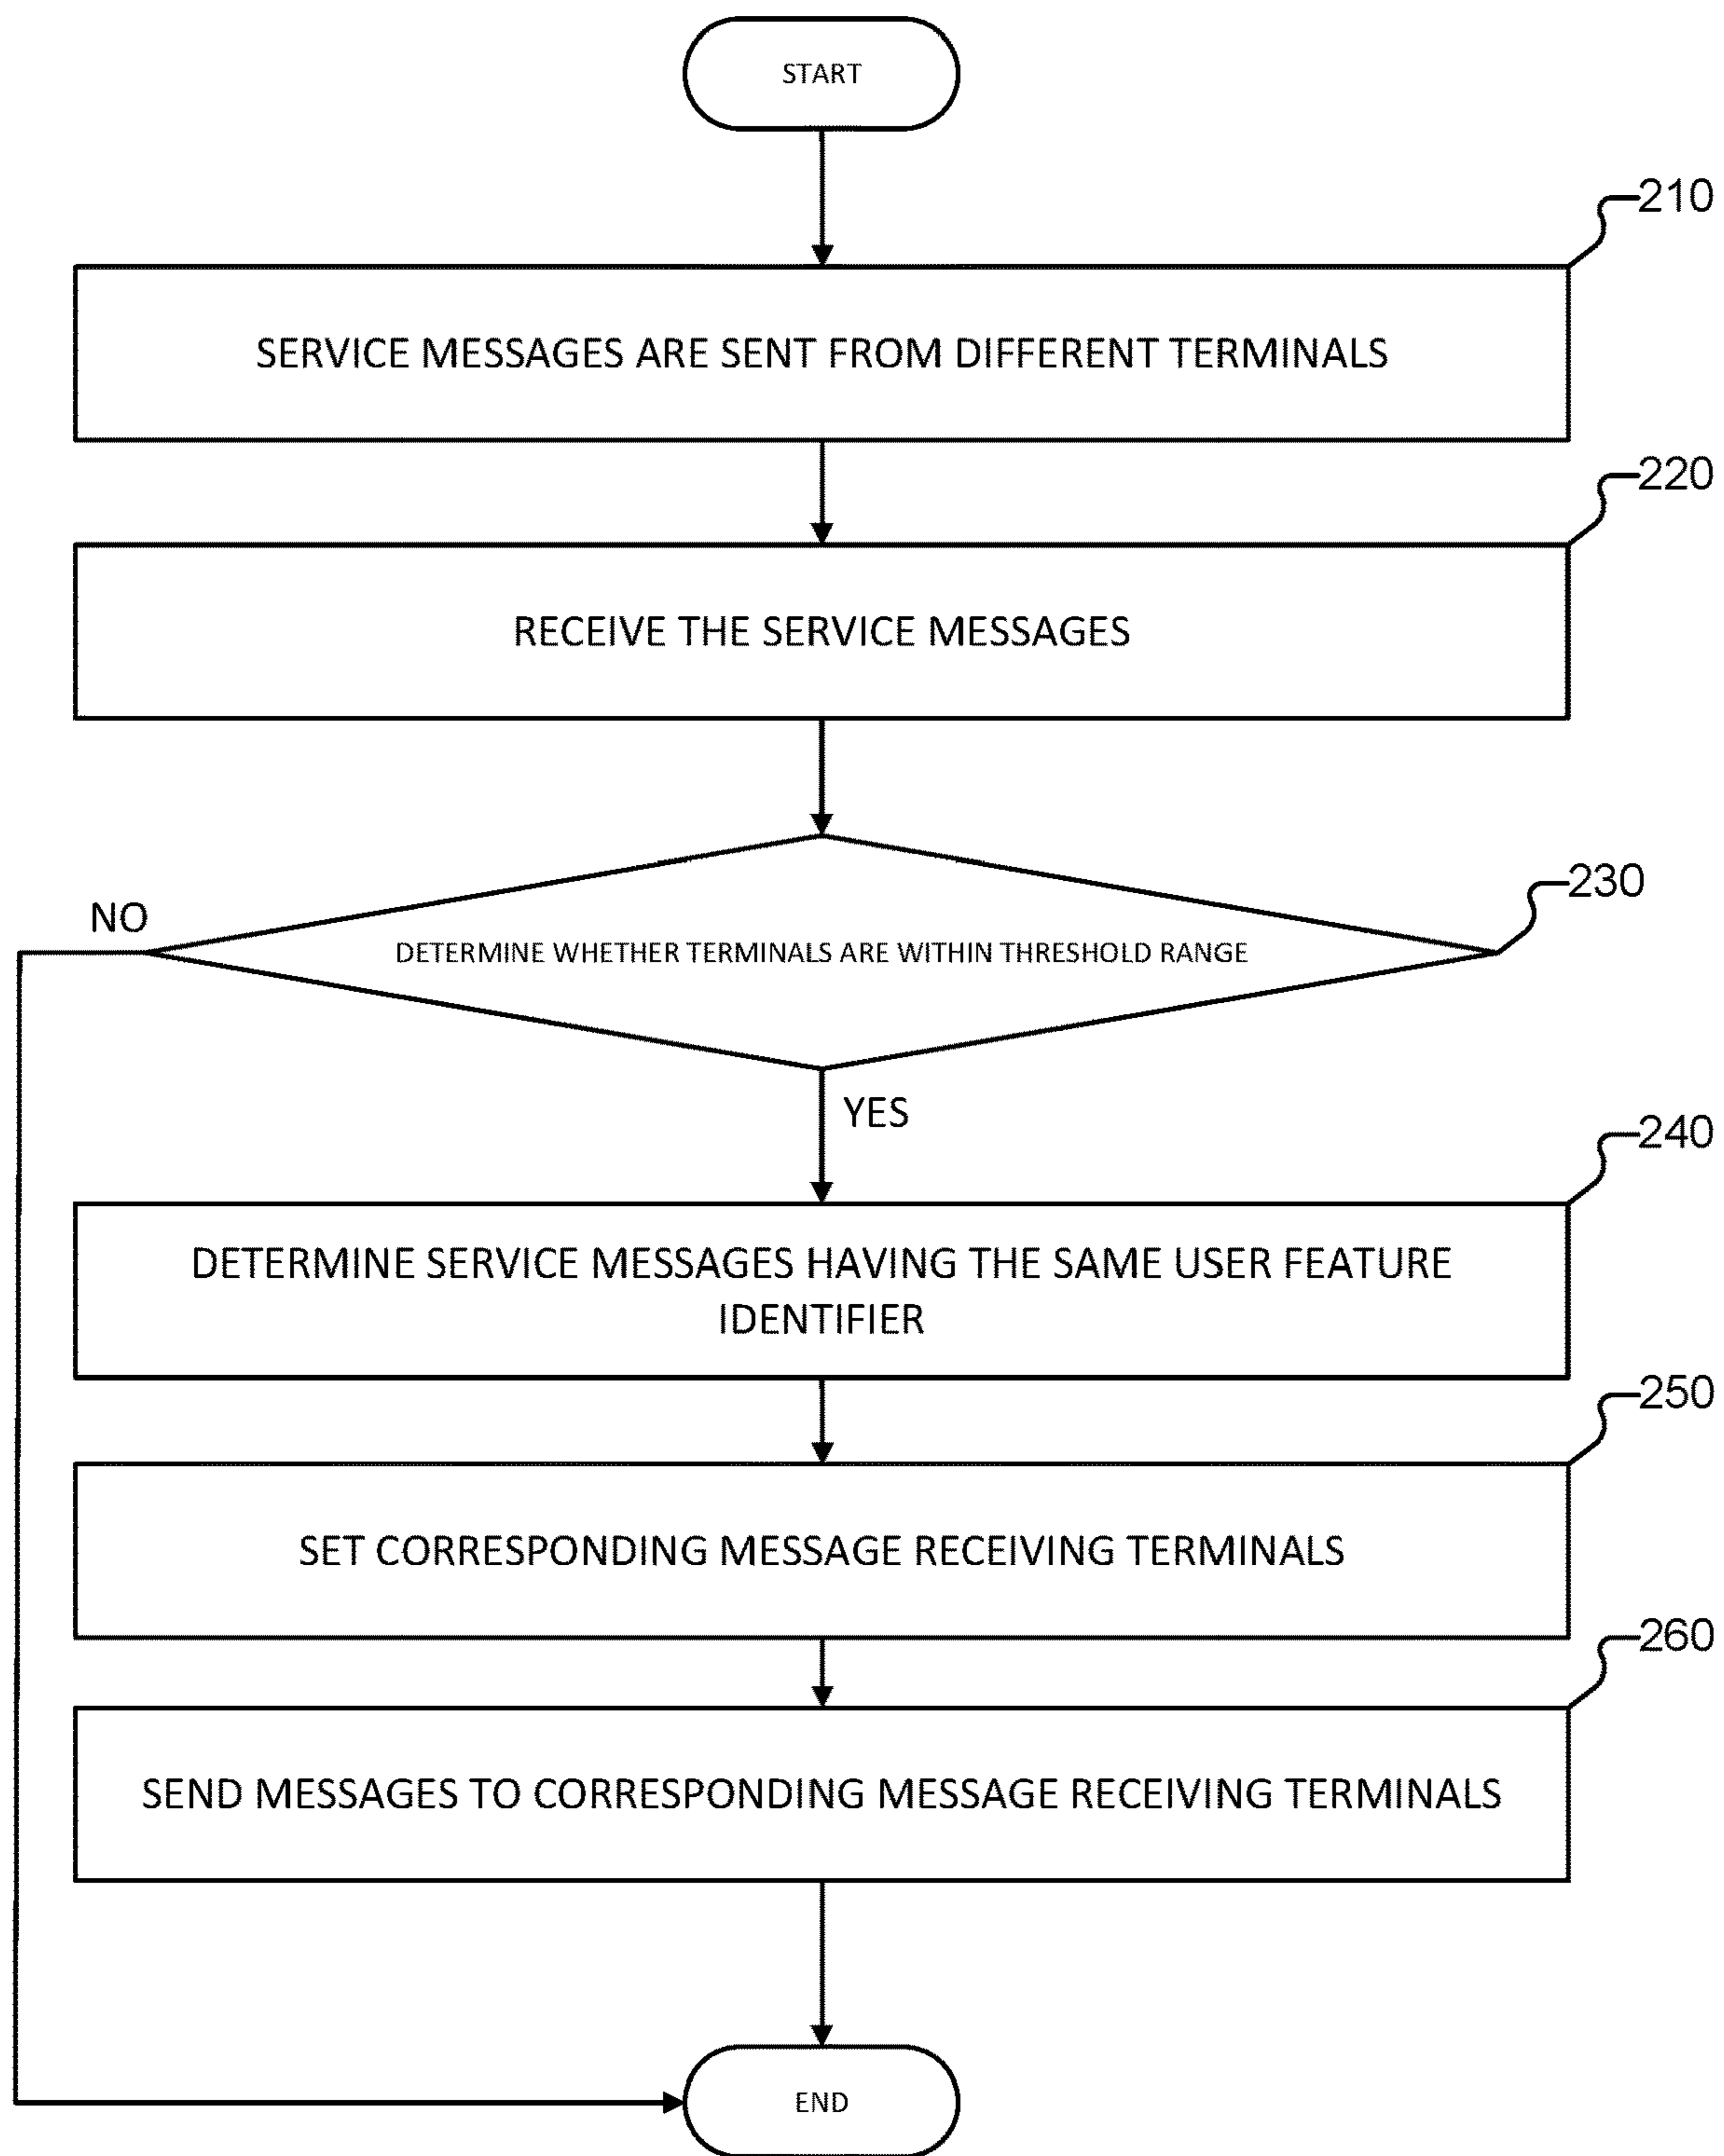 START
210
SERVICE MESSAGES ARE SENT FROM DIFFERENT TERMINALS
220
RECEIVE THE SERVICE MESSAGES
230
NO
DETERMINE WHETHER TERMINALS ARE WITHIN THRESHOLD RANGE
YES
240
DETERMINE SERVICE MESSAGES HAVING THE SAME USER FEATURE
IDENTIFIER
250
SET CORRESPONDING MESSAGE RECEIVING TERMINALS
260
SEND MESSAGES TO CORRESPONDING MESSAGE RECEIVING TERMINALS
END